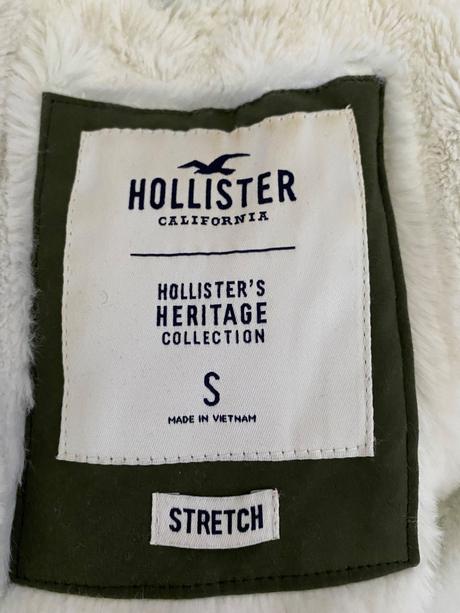 HOLLISTER
CALIFORNIA
HOLLISTER'S
HERITAGE
COLLECTION
S
MADE IN VIETNAM
STRETCH